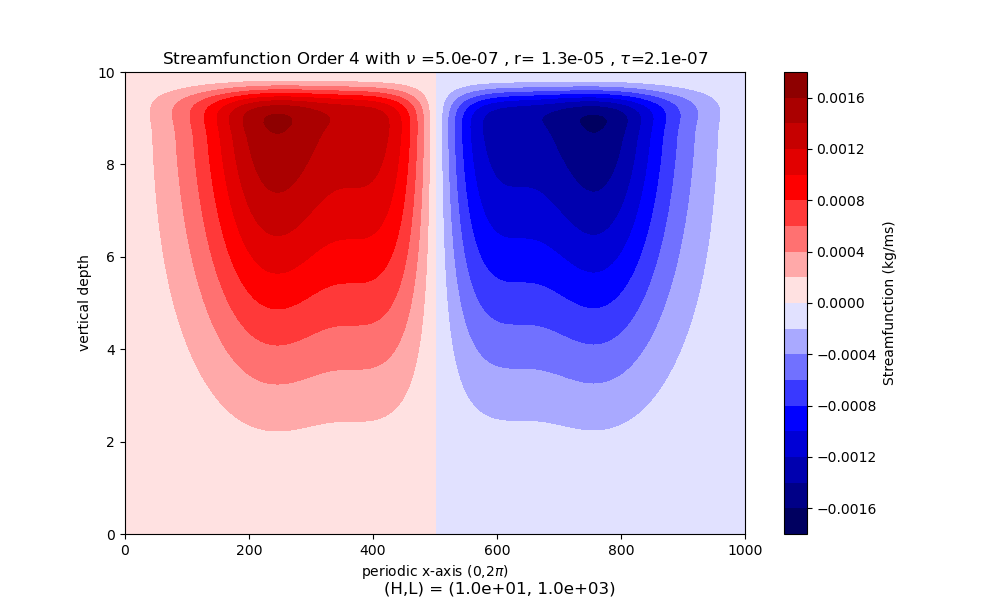 Streamfunction Order 4 with ν =5.0e-07 , r= 1.3e-05 , τ=2.1e-07
10
8
6
4
2
0
vertical depth
0 200 400 600 800 1000
periodic x-axis (0,2π)
(H,L) = (1.0e+01, 1.0e+03)
0.0016
0.0012
0.0008
0.0004
0.0000
−0.0004
−0.0008
−0.0012
−0.0016
Streamfunction (kg/ms)